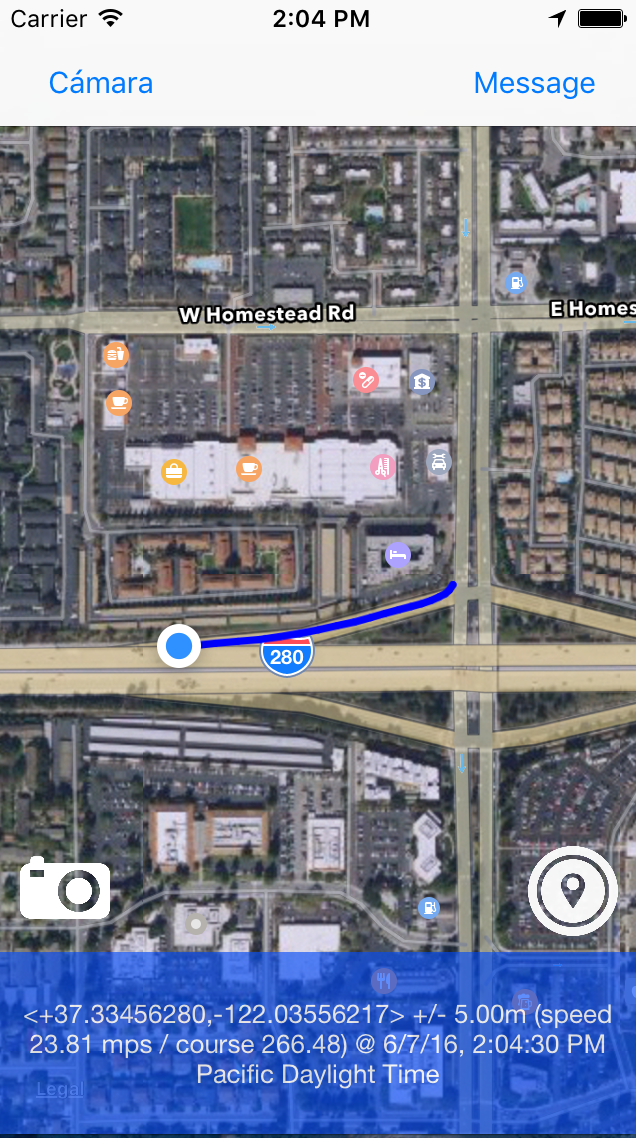 Carrier 2:04 PM
Cámara Message
W Homestead Rd
E Homes
280
<+37.33456280,-122.03556217> +/- 5.00m (speed
23.81 mps / course 266.48) @ 6/7/16, 2:04:30 PM
Pacific Daylight Time
Legal